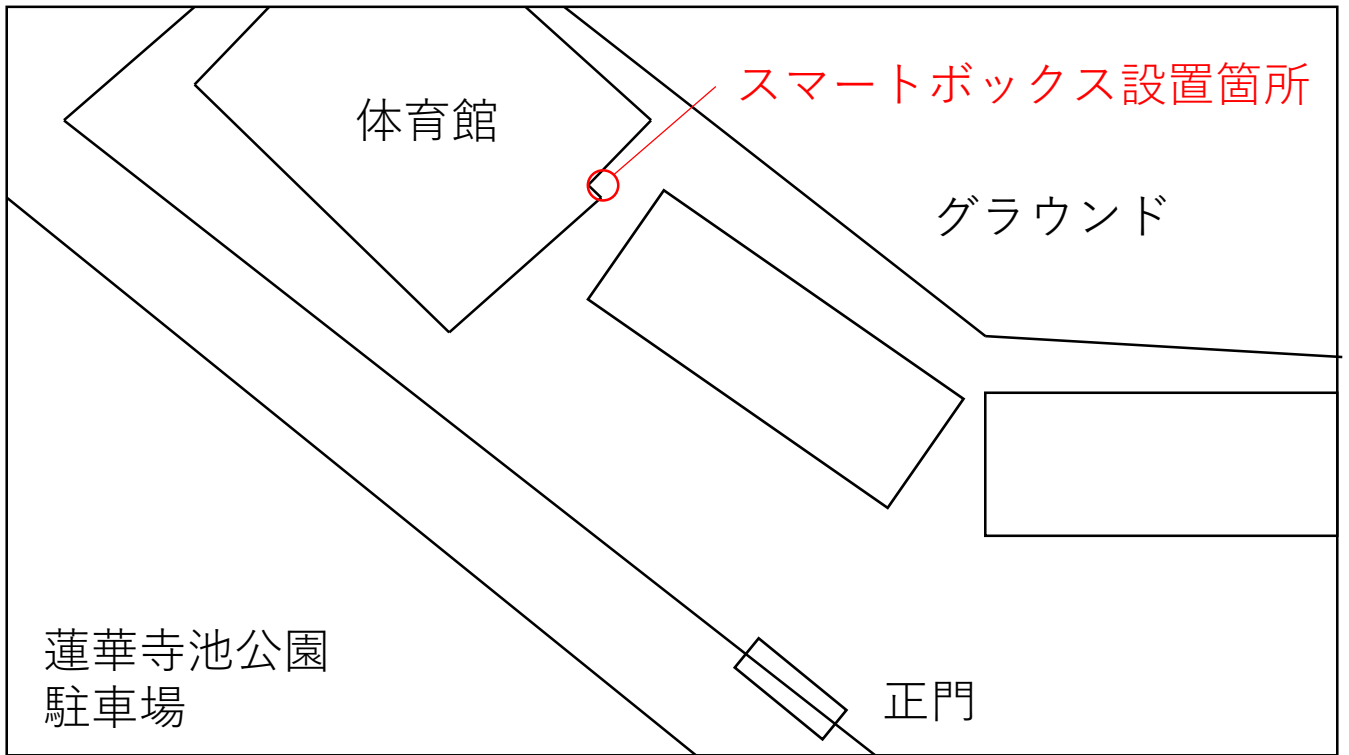 スマートボックス設置箇所
体育館
グラウンド
蓮華寺池公園
駐車場
正門